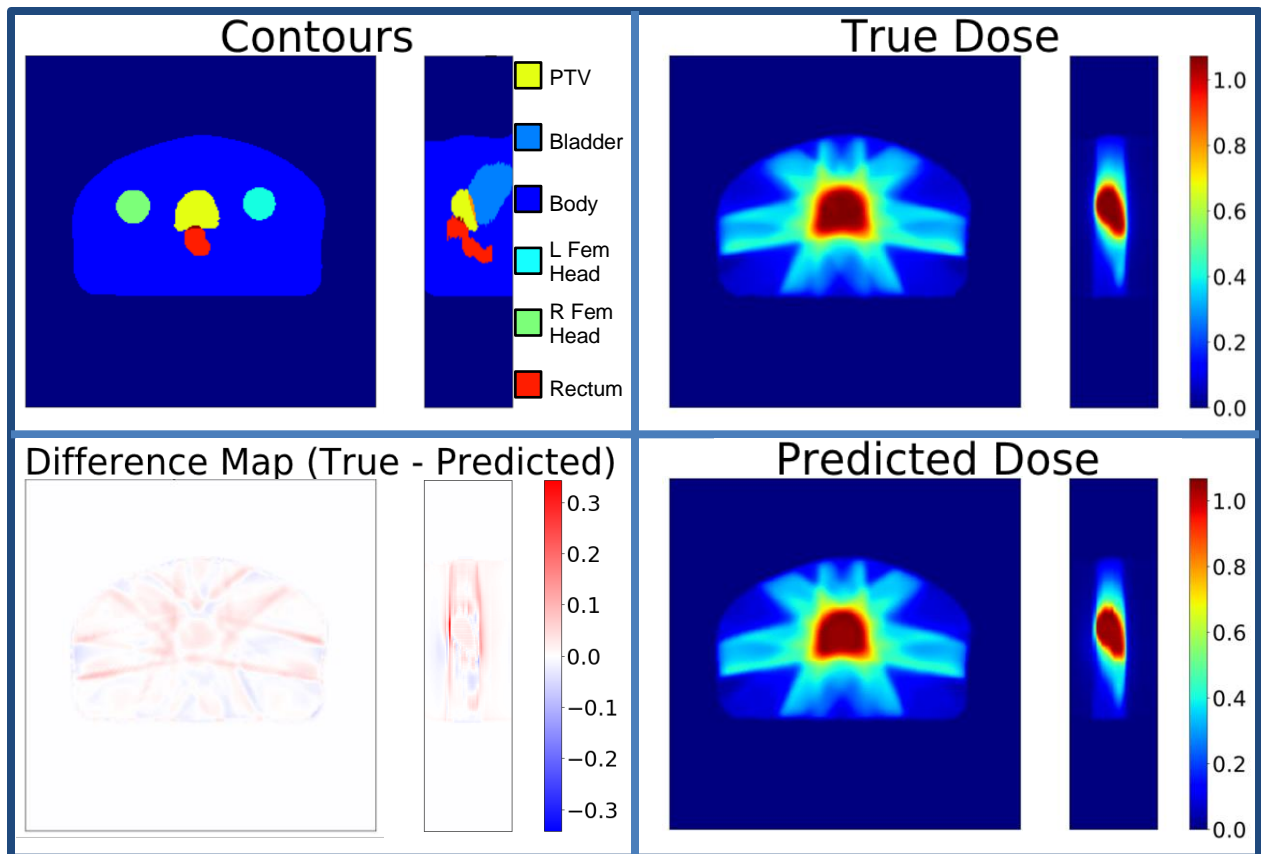 Contours
PTV
Bladder
Body
L Fem
Head
R Fem
Head
Rectum
True Dose
1.0
0.8
0.6
0.4
0.2
0.0
Difference Map (True - Predicted)
0.3
0.2
0.1
0.0
−0.1
−0.2
−0.3
Predicted Dose
1.0
0.8
0.6
0.4
0.2
0.0